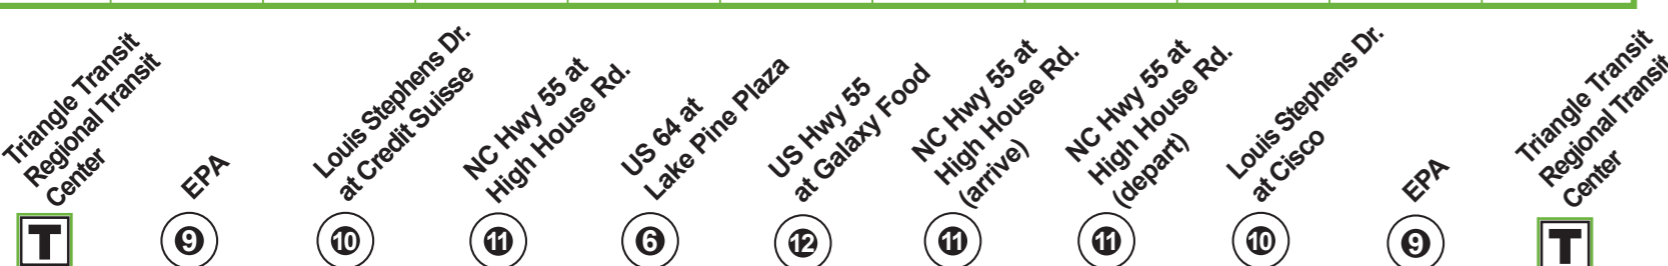 Triangle Transit
Regional Transit
Center
EPA
Louis Stephens Dr.
at Credit Suisse
NC Hwy 55 at
High House Rd.
US 64 at
Lake Pine Plaza
US Hwy 55
at Galaxy Food
NC Hwy 55 at
High House Rd.
(arrive)
NC Hwy 55 at
High House Rd.
(depart)
Louis Stephens Dr.
at Cisco
EPA
Triangle Transit
Regional Transit
Center
T 9 10 11 6 12 11 11 10 9 T